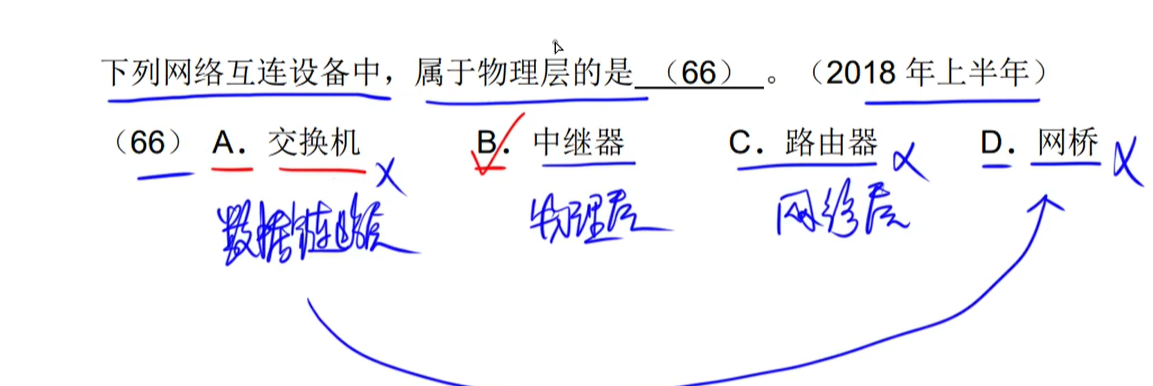 下列网络互连设备中，属于物理层的是 （66） 。（2018 年上半年）
（66） A．交换机 B．中继器 C．路由器 D．网桥
数据链路层 物理层 网络层